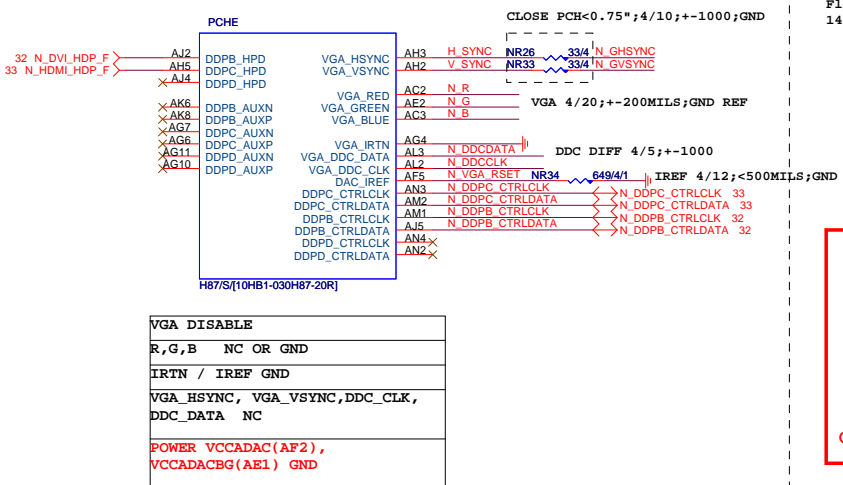 CLOSE PCH<0.75";4/10;+-1000;GND
14
PCHE
32 N_DVI_HDP_F AJ2 DDPB_HPD VGA_HSYNC AH3 H_SYNC NR26 33/4 N_GHSYNC
33 N_HDMI_HDP_F AH5 DDPC_HPD VGA_VSYNC AH2 V_SYNC NR33 33/4 N_GVSYNC
AJ4 DDPD_HPD
VGA_RED AC2 N_R
AK6 DDPB_AUXN VGA_GREEN AE2 N_G VGA 4/20;+-200MILS;GND REF
AK8 DDPB_AUXP VGA_BLUE AC3 N_B
AG7 DDPC_AUXN
AG6 DDPC_AUXP VGA_IRTN AG4
AG11 DDPD_AUXN VGA_DDC_DATA AL3 N_DDCDATA DDC DIFF 4/5;+-1000
AG10 DDPD_AUXP VGA_DDC_CLK AL2 N_DDCCLK
DAC_IREF AF5 N_VGA_RSET NR34 649/4/1 IREF 4/12;<500MILS;GND
DDPC_CTRLCLK AN3 N_DDPC_CTRLCLK N_DDPC_CTRLCLK 33
DDPC_CTRLDATA AM2 N_DDPC_CTRLDATA N_DDPC_CTRLDATA 33
DDPB_CTRLCLK AM1 N_DDPB_CTRLCLK N_DDPB_CTRLCLK 32
DDPB_CTRLDATA AJ5 N_DDPB_CTRLDATA N_DDPB_CTRLDATA 32
DDPD_CTRLCLK AN4
DDPD_CTRLDATA AN2
H87/S/[10HB1-030H87-20R]
VGA DISABLE
R,G,B NC OR GND
IRTN / IREF GND
VGA_HSYNC, VGA_VSYNC,DDC_CLK,
DDC_DATA NC
POWER VCCADAC(AF2),
VCCADACBG(AE1) GND